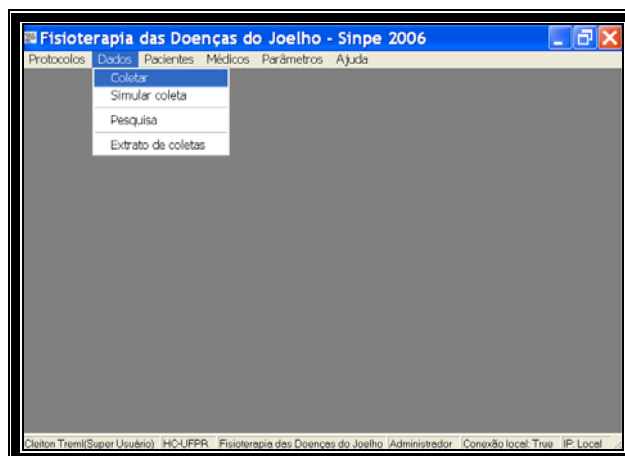 Fisioterapia das Doenças do Joelho - Sinpe 2006
Protocolos Dados Pacientes Médicos Parâmetros Ajuda
Coletar
Simular coleta
Pesquisa
Extrato de coletas
Cleiton Treml(Super Usuário) HC-UFPR Fisioterapia das Doenças do Joelho Administrador Conexão local: True IP: Local